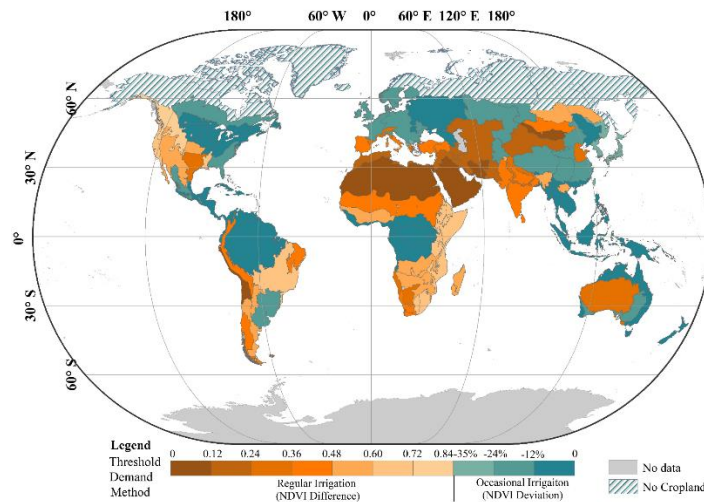 180° 60° W 0° 60° E 120° E 180°
60° N
30° N
0°
30° S
60° S
Legend
Threshold
Demand
Method
0 0.12 0.24 0.36 0.48 0.60 0.72 0.84-35% -24% -12% 0
Regular Irrigation
(NDVI Difference)
Occasional Irrigaiton
(NDVI Deviation)
No data
No Cropland